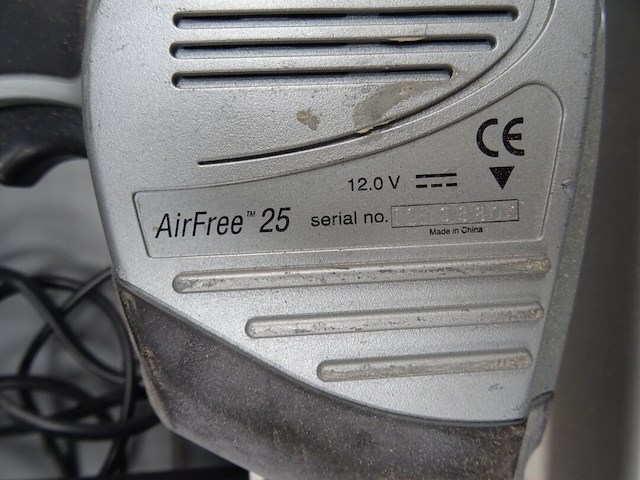 CE
12.0 V
AirFree™ 25 serial no.
Made in China